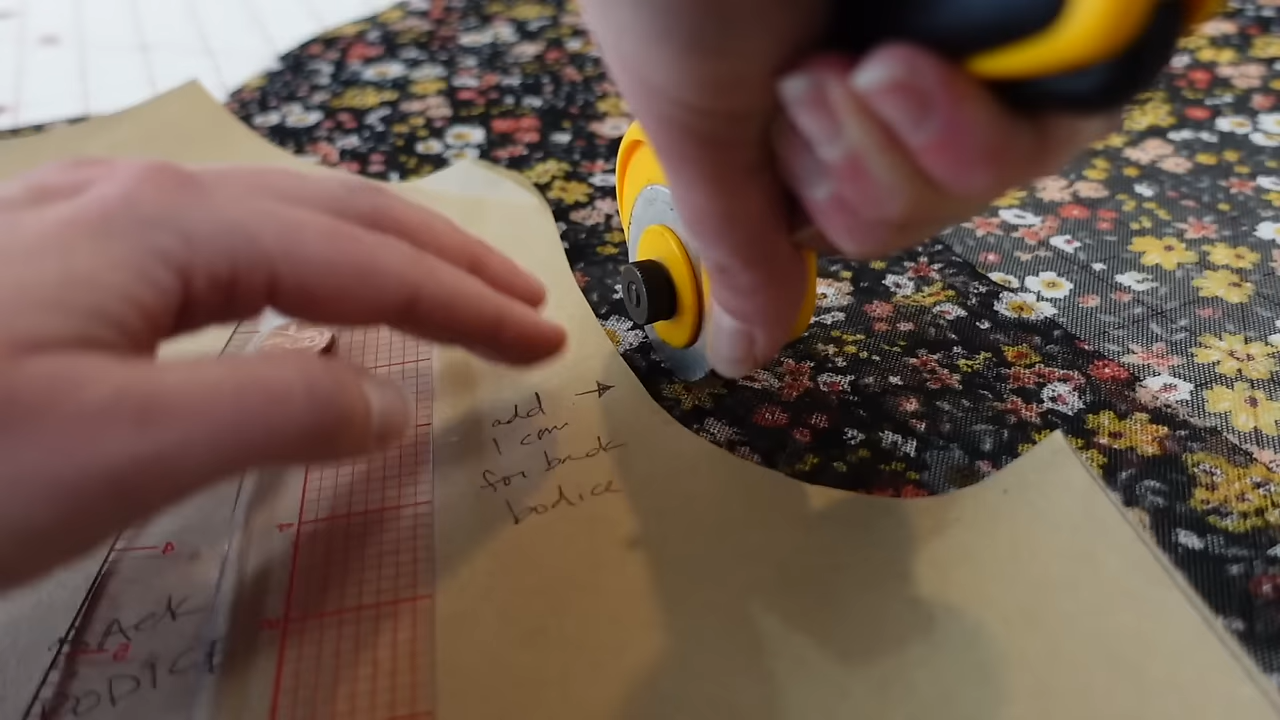 add →
1 cm
for back
bodice
BACK
BODICE